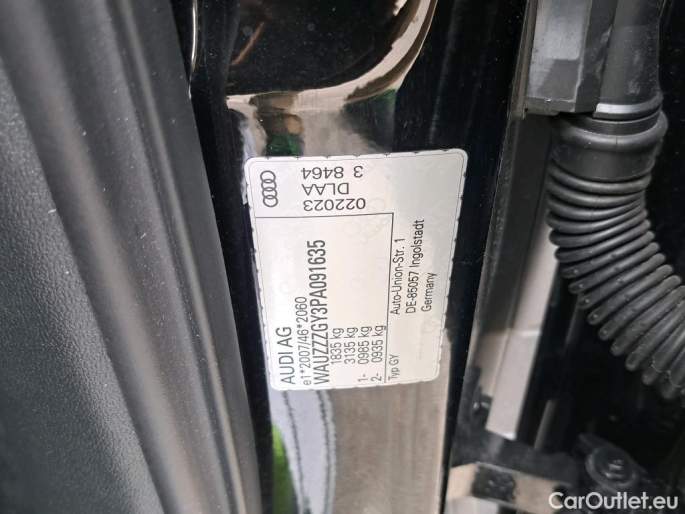 AUDI AG
e1*2007/46*2060
WAUZZZGY3PA091635
1835 kg
3135 kg
1- 0985 kg
2- 0935 kg
Typ GY
Auto-Union-Str. 1
DE-85057 Ingolstadt
Germany
022023
DLAA
3 8464
CarOutlet.eu